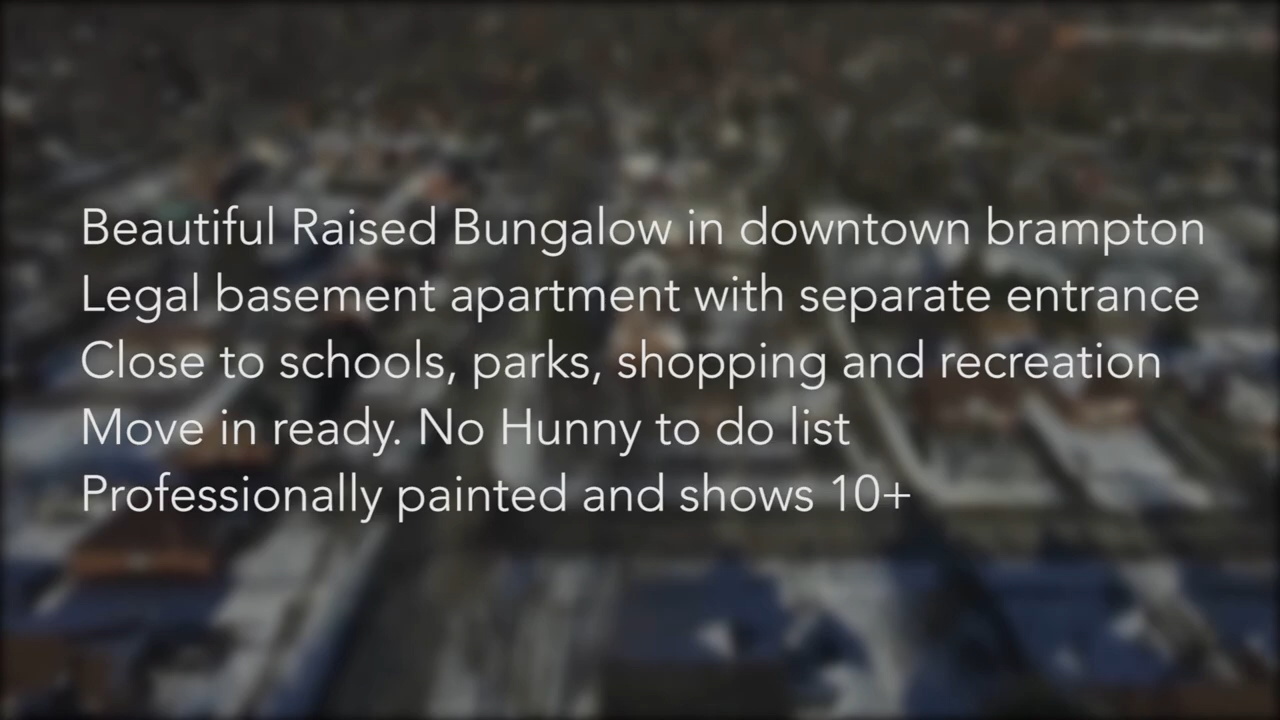 Beautiful Raised Bungalow in downtown brampton
Legal basement apartment with separate entrance
Close to schools, parks, shopping and recreation
Move in ready. No Hunny to do list
Professionally painted and shows 10+